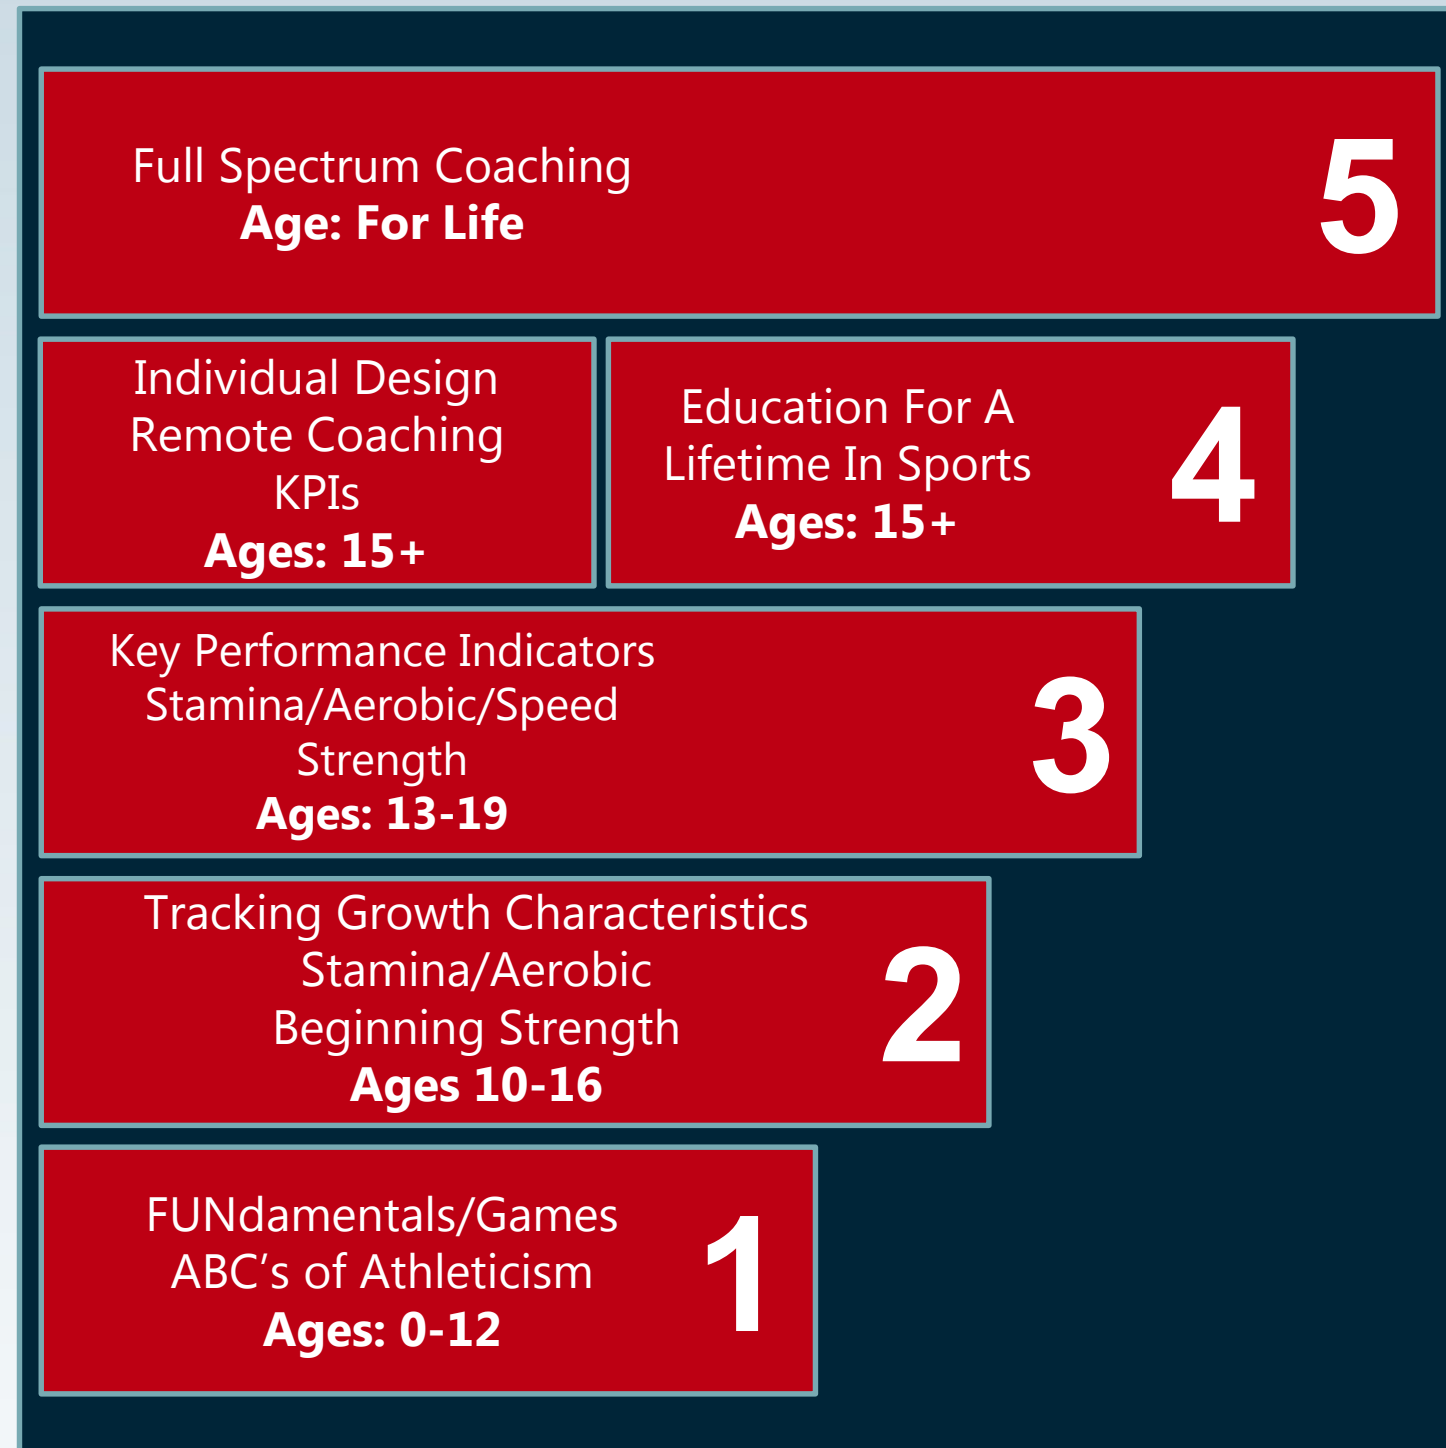 Full Spectrum Coaching
Age: For Life
5
Individual Design
Remote Coaching
KPIs
Ages: 15+
Education For A
Lifetime In Sports
Ages: 15+
4
Key Performance Indicators
Stamina/Aerobic/Speed
Strength
Ages: 13-19
3
Tracking Growth Characteristics
Stamina/Aerobic
Beginning Strength
Ages 10-16
2
FUNdamentals/Games
ABC’s of Athleticism
Ages: 0-12
1